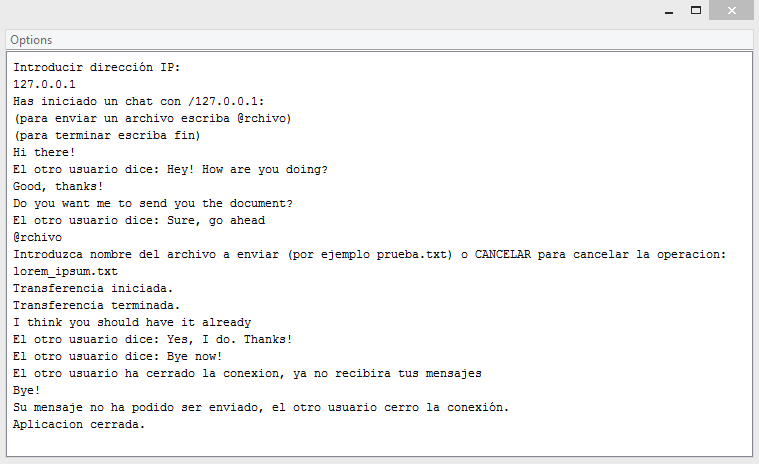 Options
Introducir dirección IP:
127.0.0.1
Has iniciado un chat con /127.0.0.1:
(para enviar un archivo escriba @rchivo)
(para terminar escriba fin)
Hi there!
El otro usuario dice: Hey! How are you doing?
Good, thanks!
Do you want me to send you the document?
El otro usuario dice: Sure, go ahead
@rchivo
Introduzca nombre del archivo a enviar (por ejemplo prueba.txt) o CANCELAR para cancelar la operacion:
lorem_ipsum.txt
Transferencia iniciada.
Transferencia terminada.
I think you should have it already
El otro usuario dice: Yes, I do. Thanks!
El otro usuario dice: Bye now!
El otro usuario ha cerrado la conexion, ya no recibira tus mensajes
Bye!
Su mensaje no ha podido ser enviado, el otro usuario cerro la conexión.
Aplicacion cerrada.